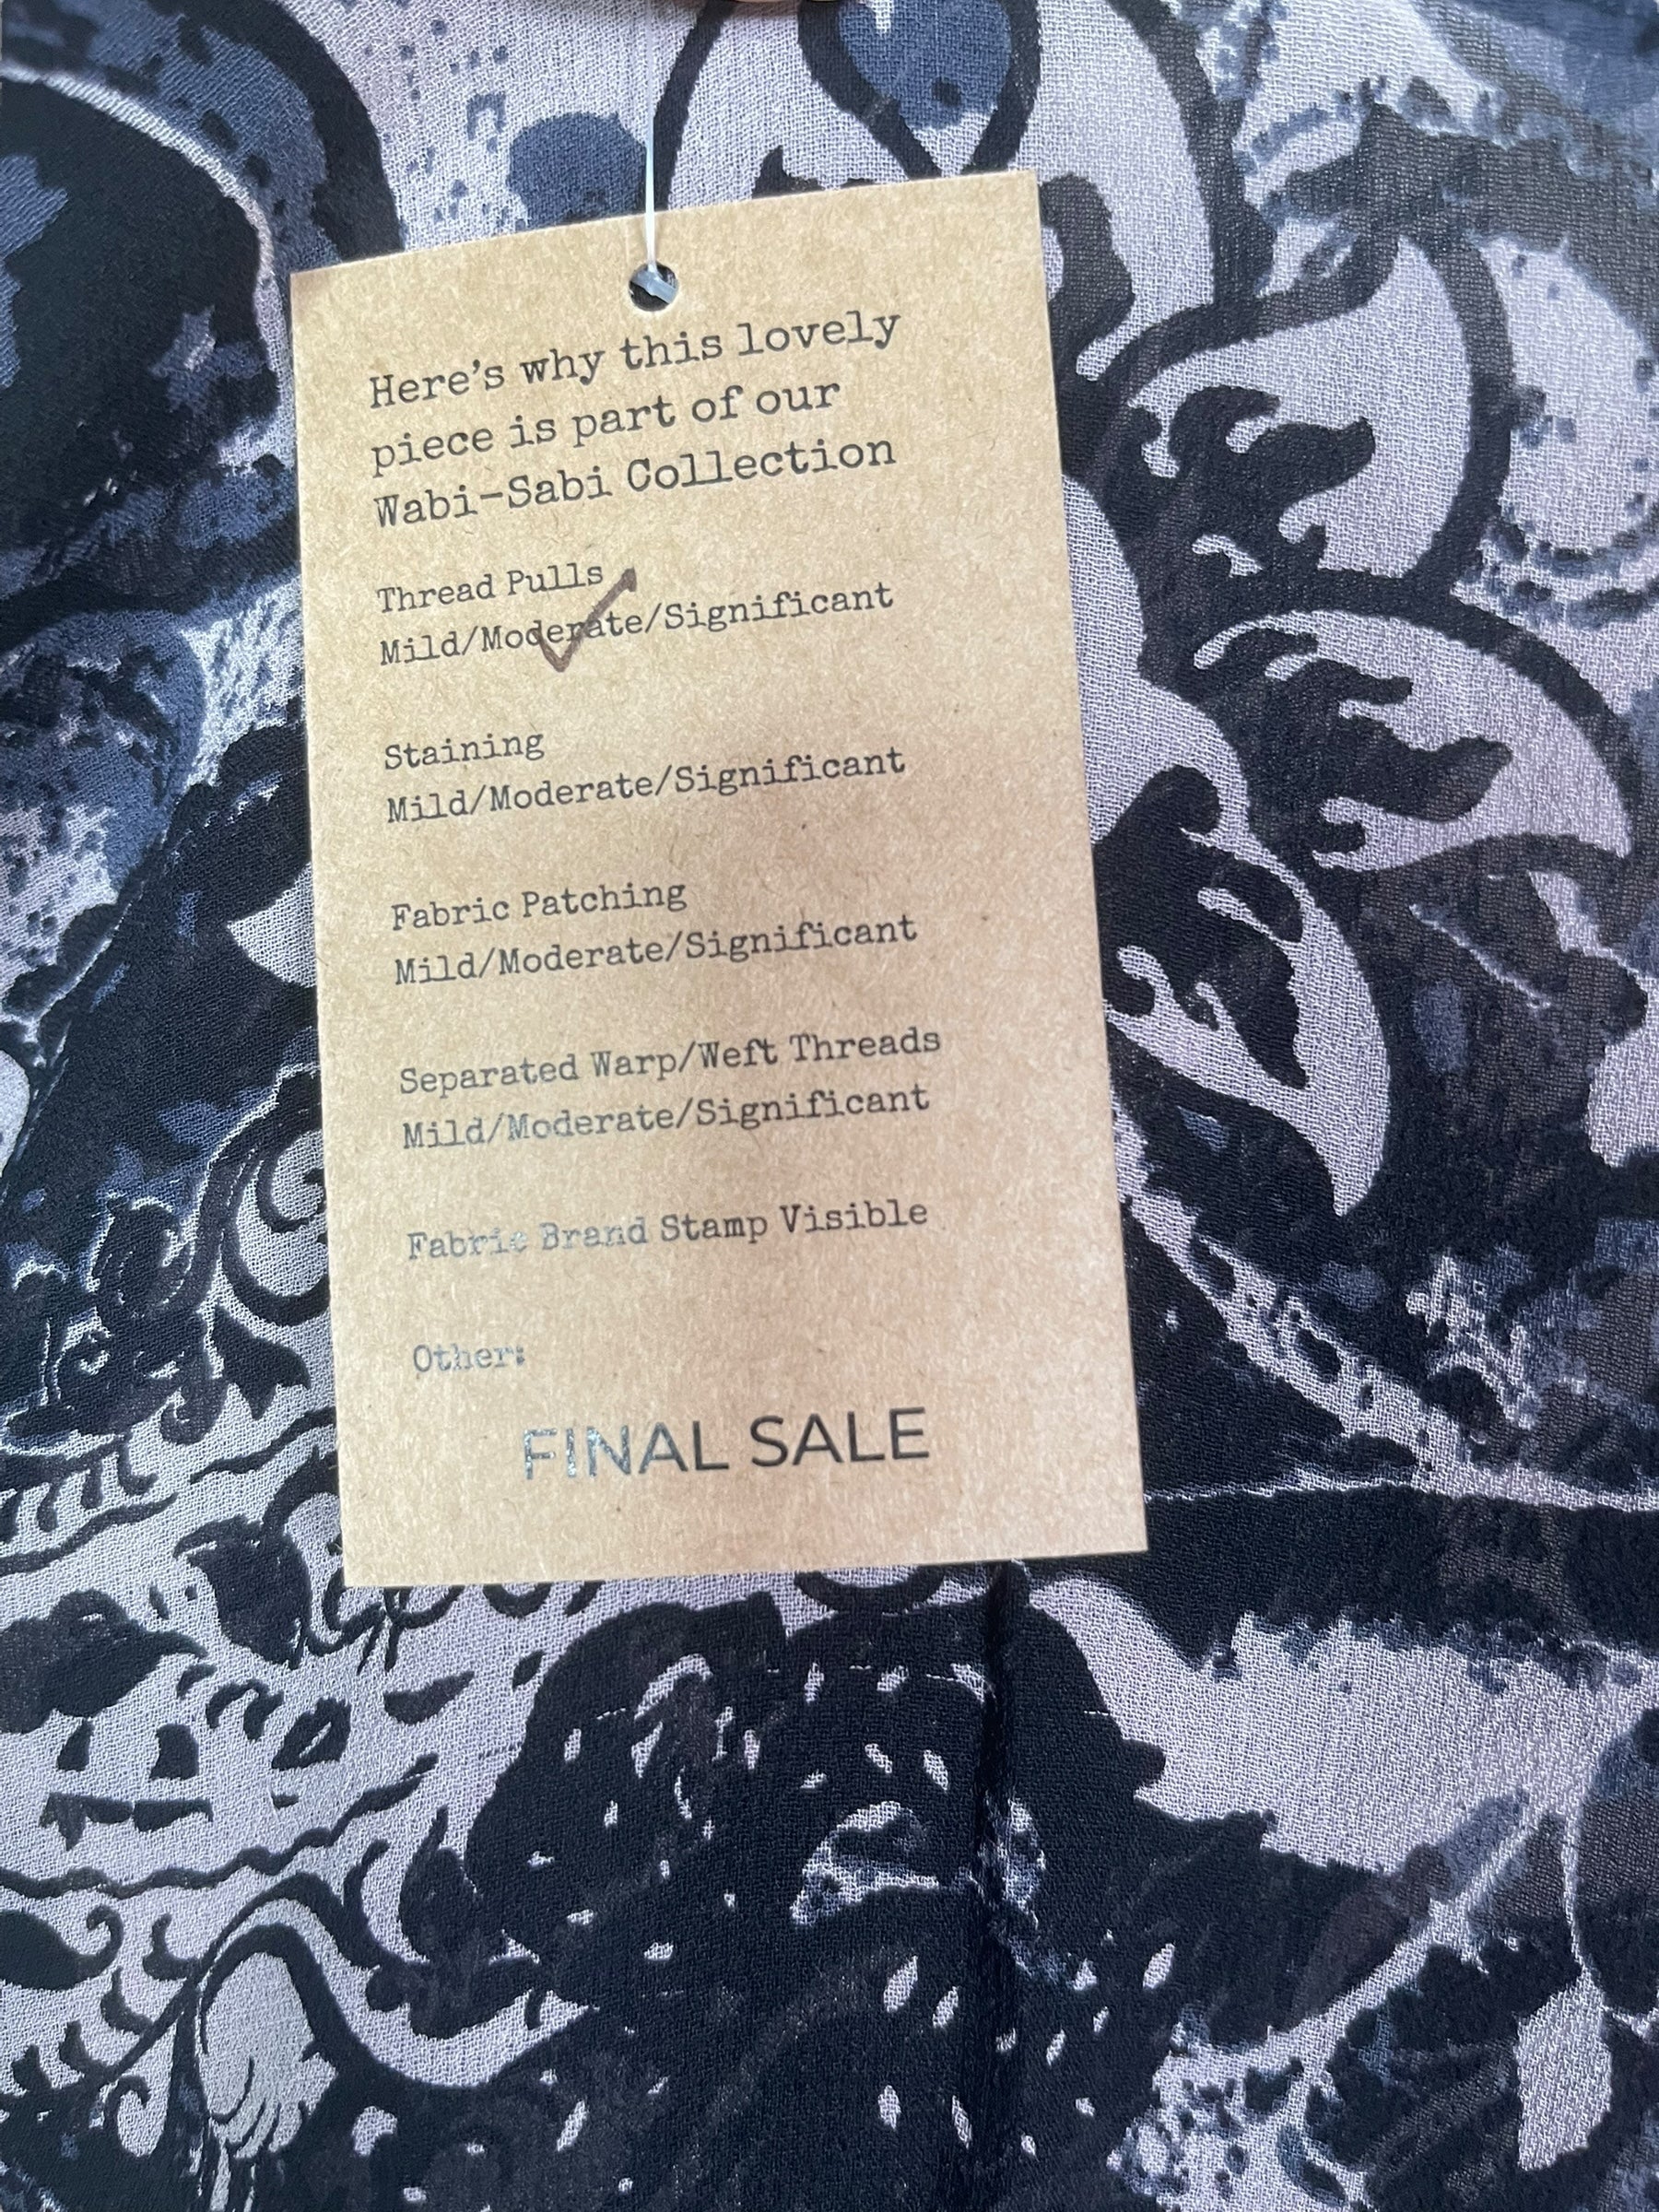 Here's why this lovely
piece is part of our
Wabi-Sabi Collection
Thread Pulls
Mild/Moderate/Significant
Staining
Mild/Moderate/Significant
Fabric Patching
Mild/Moderate/Significant
Separated Warp/Weft Threads
Mild/Moderate/Significant
Fabric Brand Stamp Visible
Other:
FINAL SALE